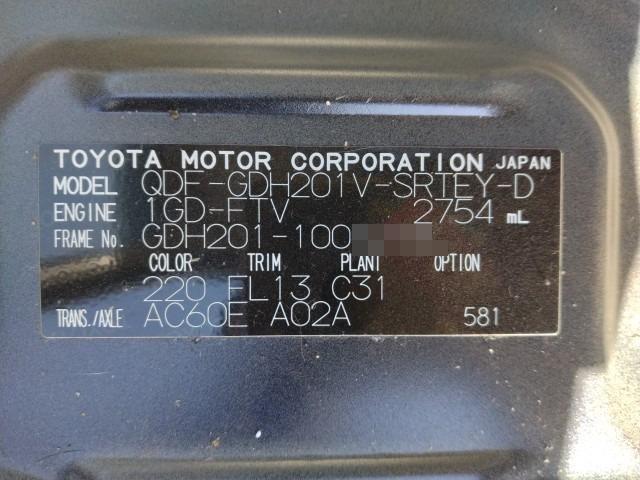 TOYOTA MOTOR CORPORATION JAPAN
MODEL QDF-GDH201V-SRTEY-D
ENGINE 1GD-FTV 2754 mL
FRAME No. GDH201-100
COLOR TRIM PLANT OPTION
220 FL13 C31
TRANS./AXLE AC60E A02A 581